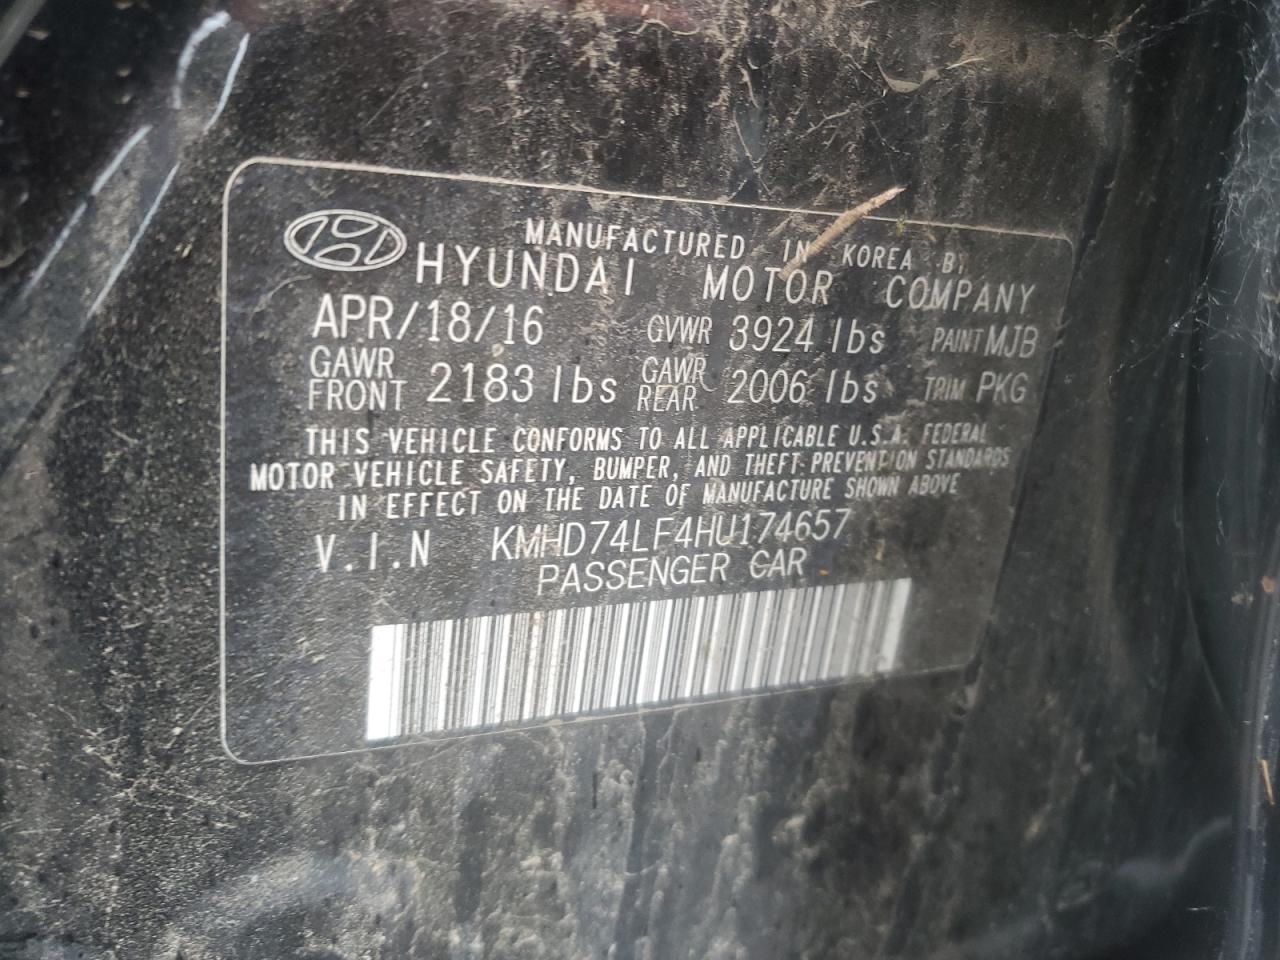 MANUFACTURED IN KOREA BY
HYUNDAI MOTOR COMPANY
APR/18/16 GVWR 3924 lbs PAINT MJB
GAWR FRONT 2183 lbs GAWR REAR 2006 lbs TRIM PKG
THIS VEHICLE CONFORMS TO ALL APPLICABLE U.S.A. FEDERAL
MOTOR VEHICLE SAFETY, BUMPER, AND THEFT PREVENTION STANDARDS
IN EFFECT ON THE DATE OF MANUFACTURE SHOWN ABOVE
V.I.N KMHD74LF4HU174657
PASSENGER CAR